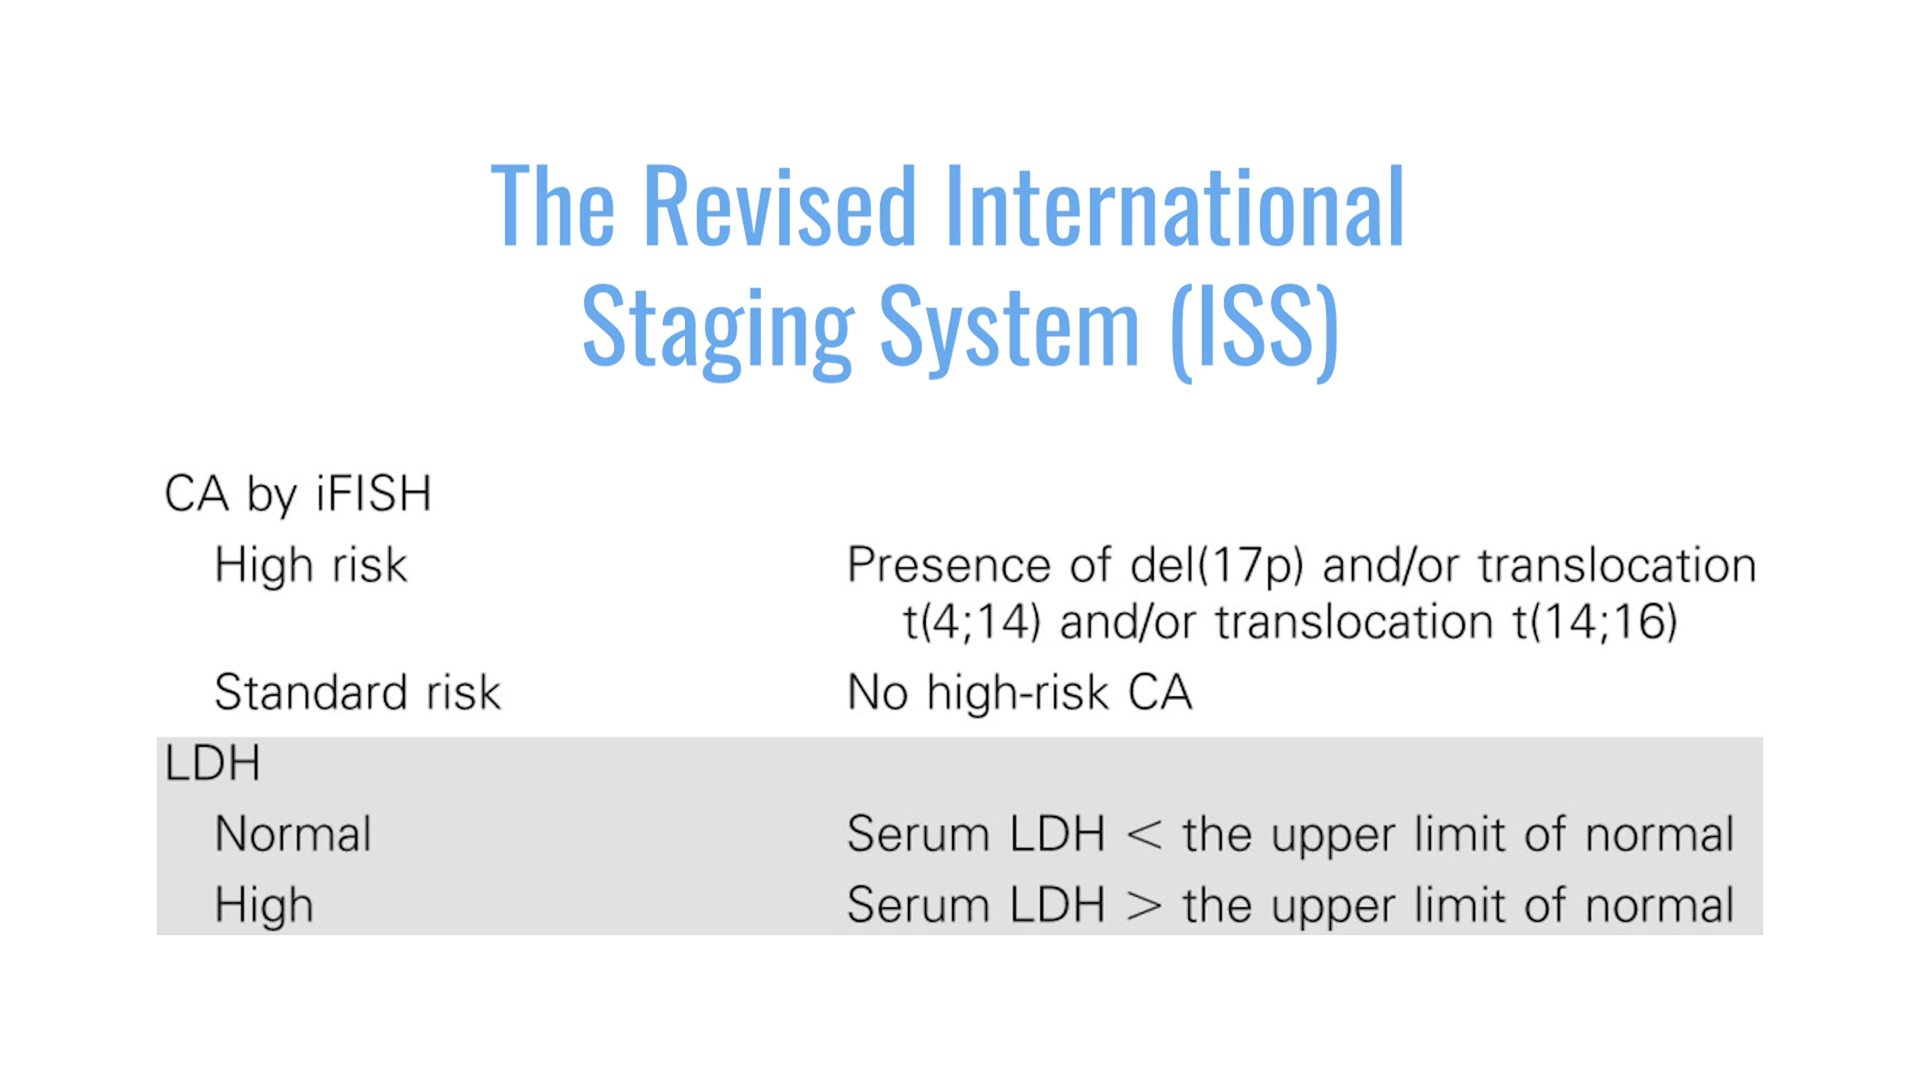 The Revised International
Staging System (ISS)
CA by iFISH
High risk Presence of del(17p) and/or translocation
t(4;14) and/or translocation t(14;16)
Standard risk No high-risk CA
LDH
Normal Serum LDH < the upper limit of normal
High Serum LDH > the upper limit of normal